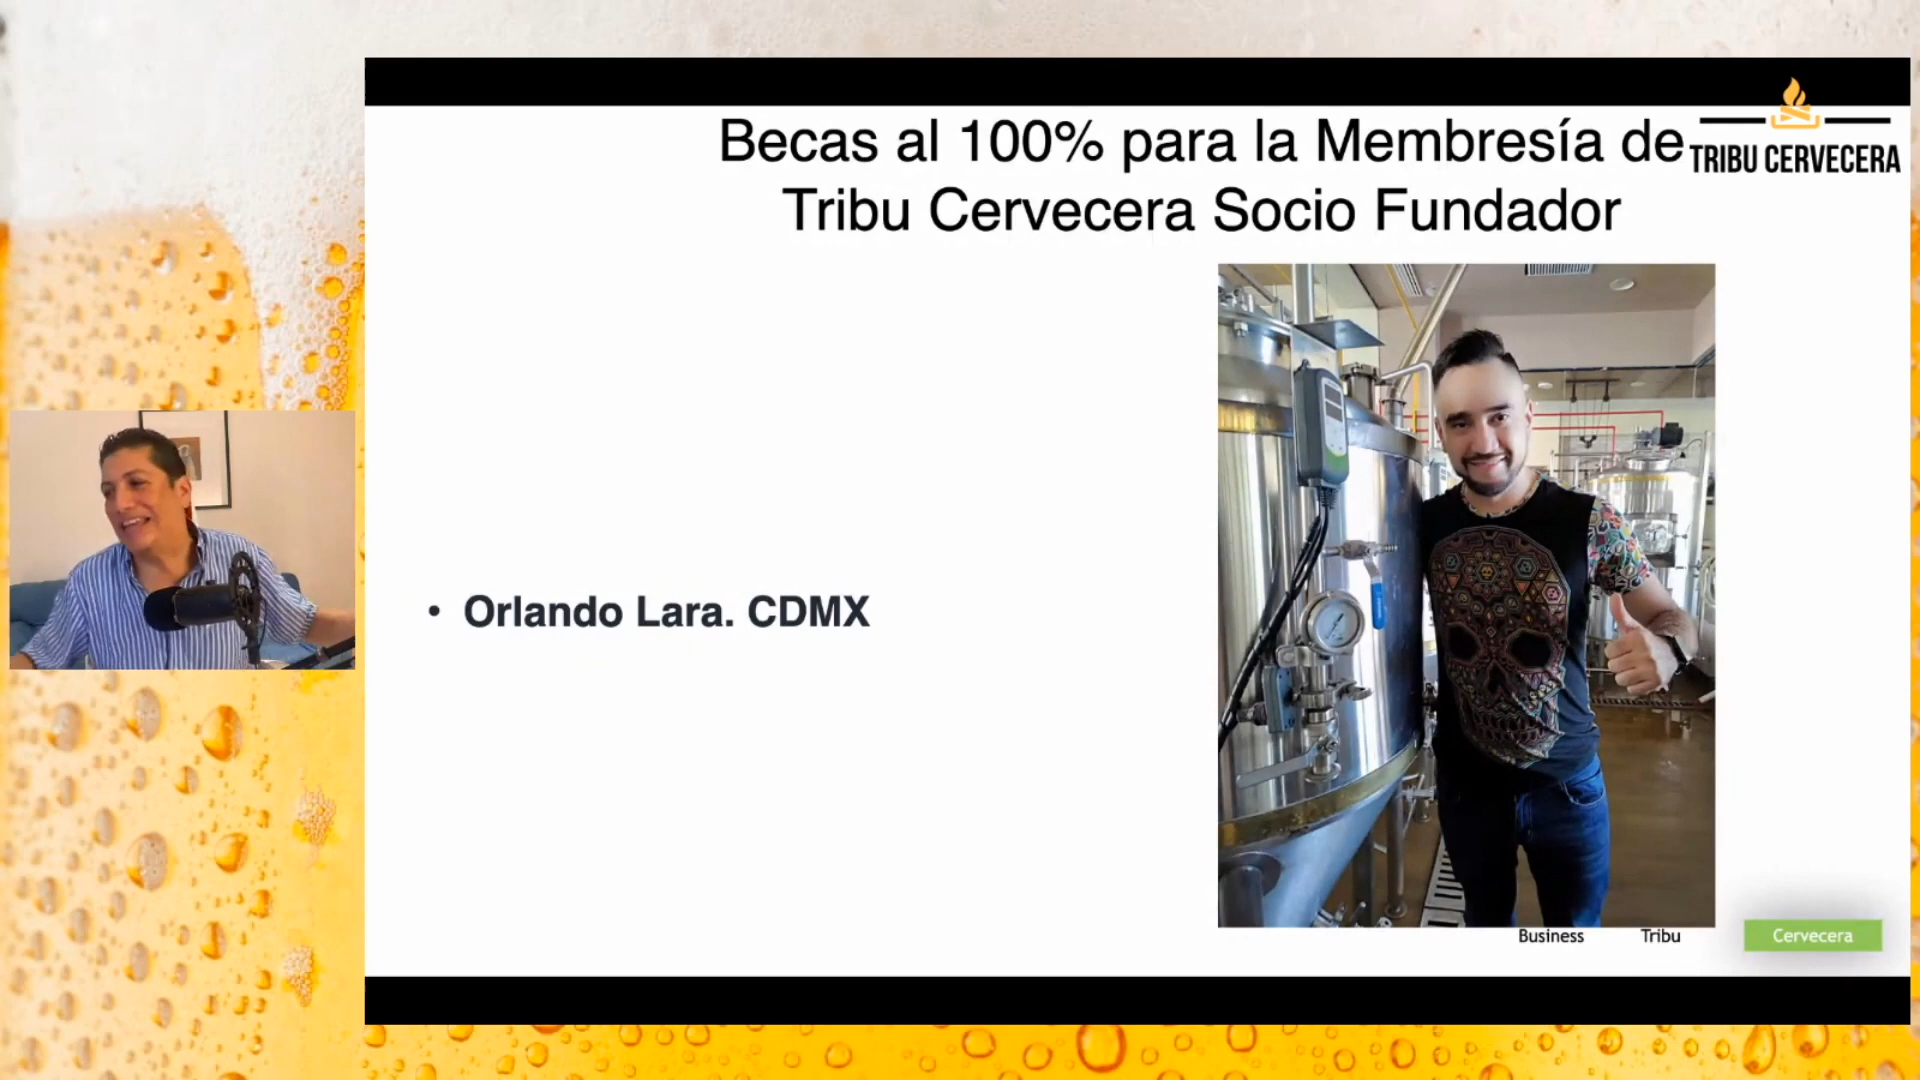 Becas al 100% para la Membresía de
Tribu Cervecera Socio Fundador
TRIBU CERVECERA
• Orlando Lara. CDMX
Business Tribu Cervecera